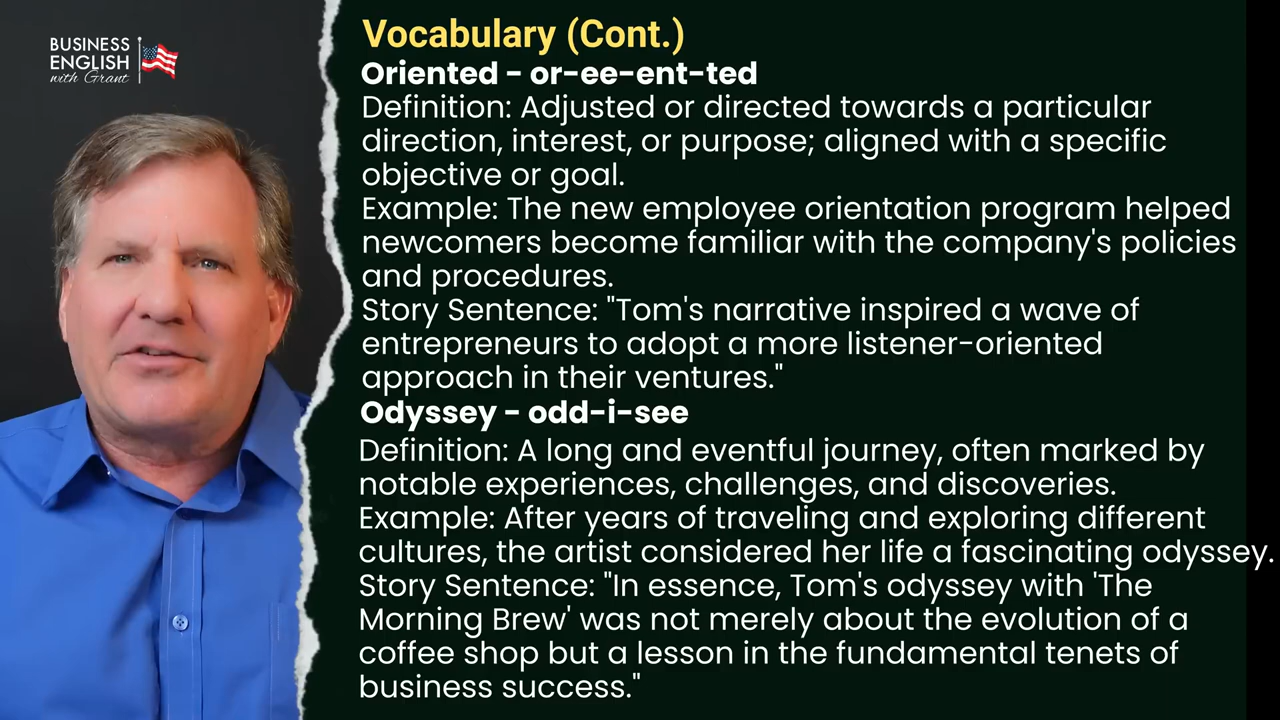 BUSINESS
ENGLISH
with Grant
Vocabulary (Cont.)
Oriented - or-ee-ent-ted
Definition: Adjusted or directed towards a particular
direction, interest, or purpose; aligned with a specific
objective or goal.
Example: The new employee orientation program helped
newcomers become familiar with the company's policies
and procedures.
Story Sentence: "Tom's narrative inspired a wave of
entrepreneurs to adopt a more listener-oriented
approach in their ventures."
Odyssey - odd-i-see
Definition: A long and eventful journey, often marked by
notable experiences, challenges, and discoveries.
Example: After years of traveling and exploring different
cultures, the artist considered her life a fascinating odyssey.
Story Sentence: "In essence, Tom's odyssey with 'The
Morning Brew' was not merely about the evolution of a
coffee shop but a lesson in the fundamental tenets of
business success."